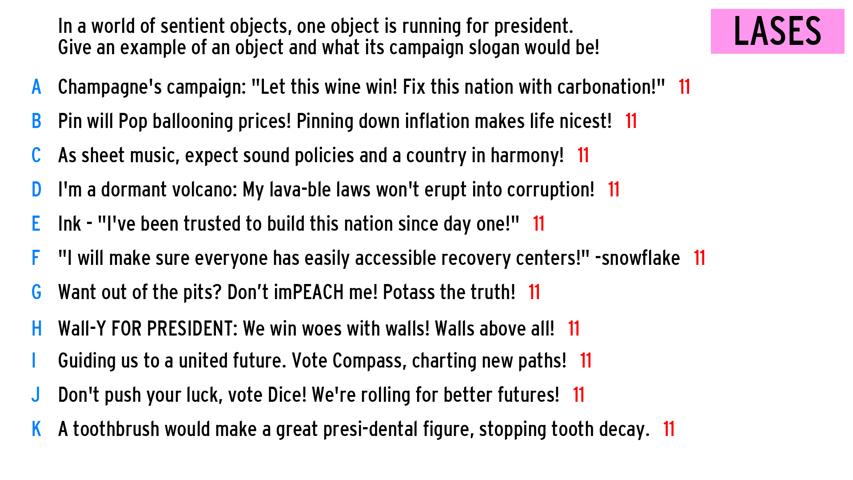 In a world of sentient objects, one object is running for president.
Give an example of an object and what its campaign slogan would be!
LASES
A Champagne's campaign: "Let this wine win! Fix this nation with carbonation!" 11
B Pin will Pop ballooning prices! Pinning down inflation makes life nicest! 11
C As sheet music, expect sound policies and a country in harmony! 11
D I'm a dormant volcano: My lava-ble laws won't erupt into corruption! 11
E Ink - "I've been trusted to build this nation since day one!" 11
F "I will make sure everyone has easily accessible recovery centers!" -snowflake 11
G Want out of the pits? Don’t imPEACH me! Potass the truth! 11
H Wall-Y FOR PRESIDENT: We win woes with walls! Walls above all! 11
I Guiding us to a united future. Vote Compass, charting new paths! 11
J Don't push your luck, vote Dice! We're rolling for better futures! 11
K A toothbrush would make a great presi-dental figure, stopping tooth decay. 11